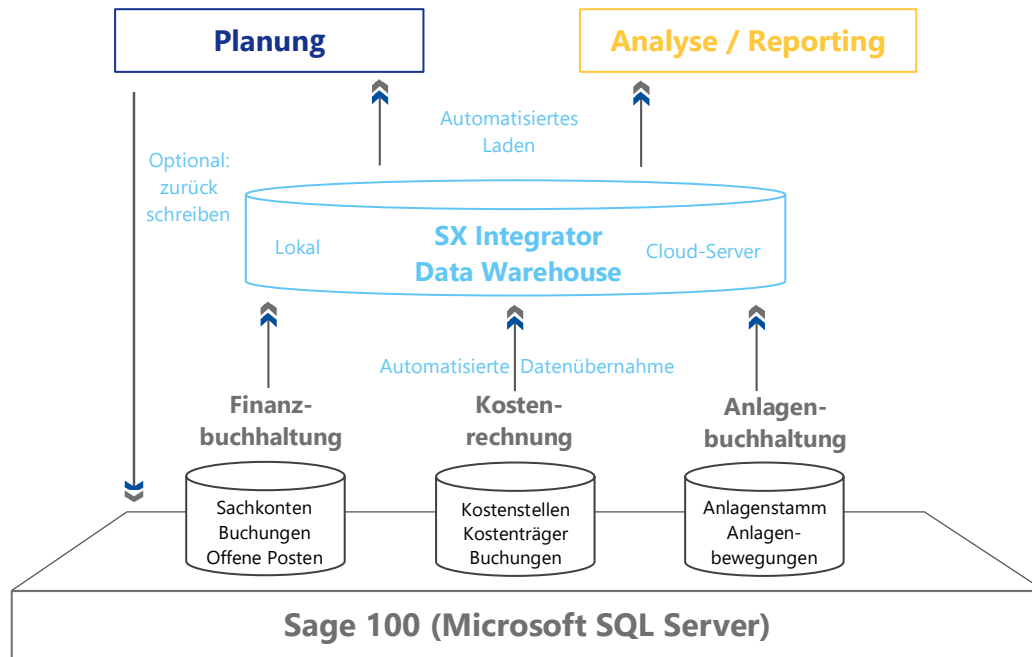 Planung
Analyse / Reporting
Automatisiertes
Laden
Optional:
zurück
schreiben
Lokal
SX Integrator
Data Warehouse
Cloud-Server
Automatisierte Datenübernahme
Finanz-
buchhaltung
Kosten-
rechnung
Anlagen-
buchhaltung
Sachkonten
Buchungen
Offene Posten
Kostenstellen
Kostenträger
Buchungen
Anlagenstamm
Anlagen-
bewegungen
Sage 100 (Microsoft SQL Server)